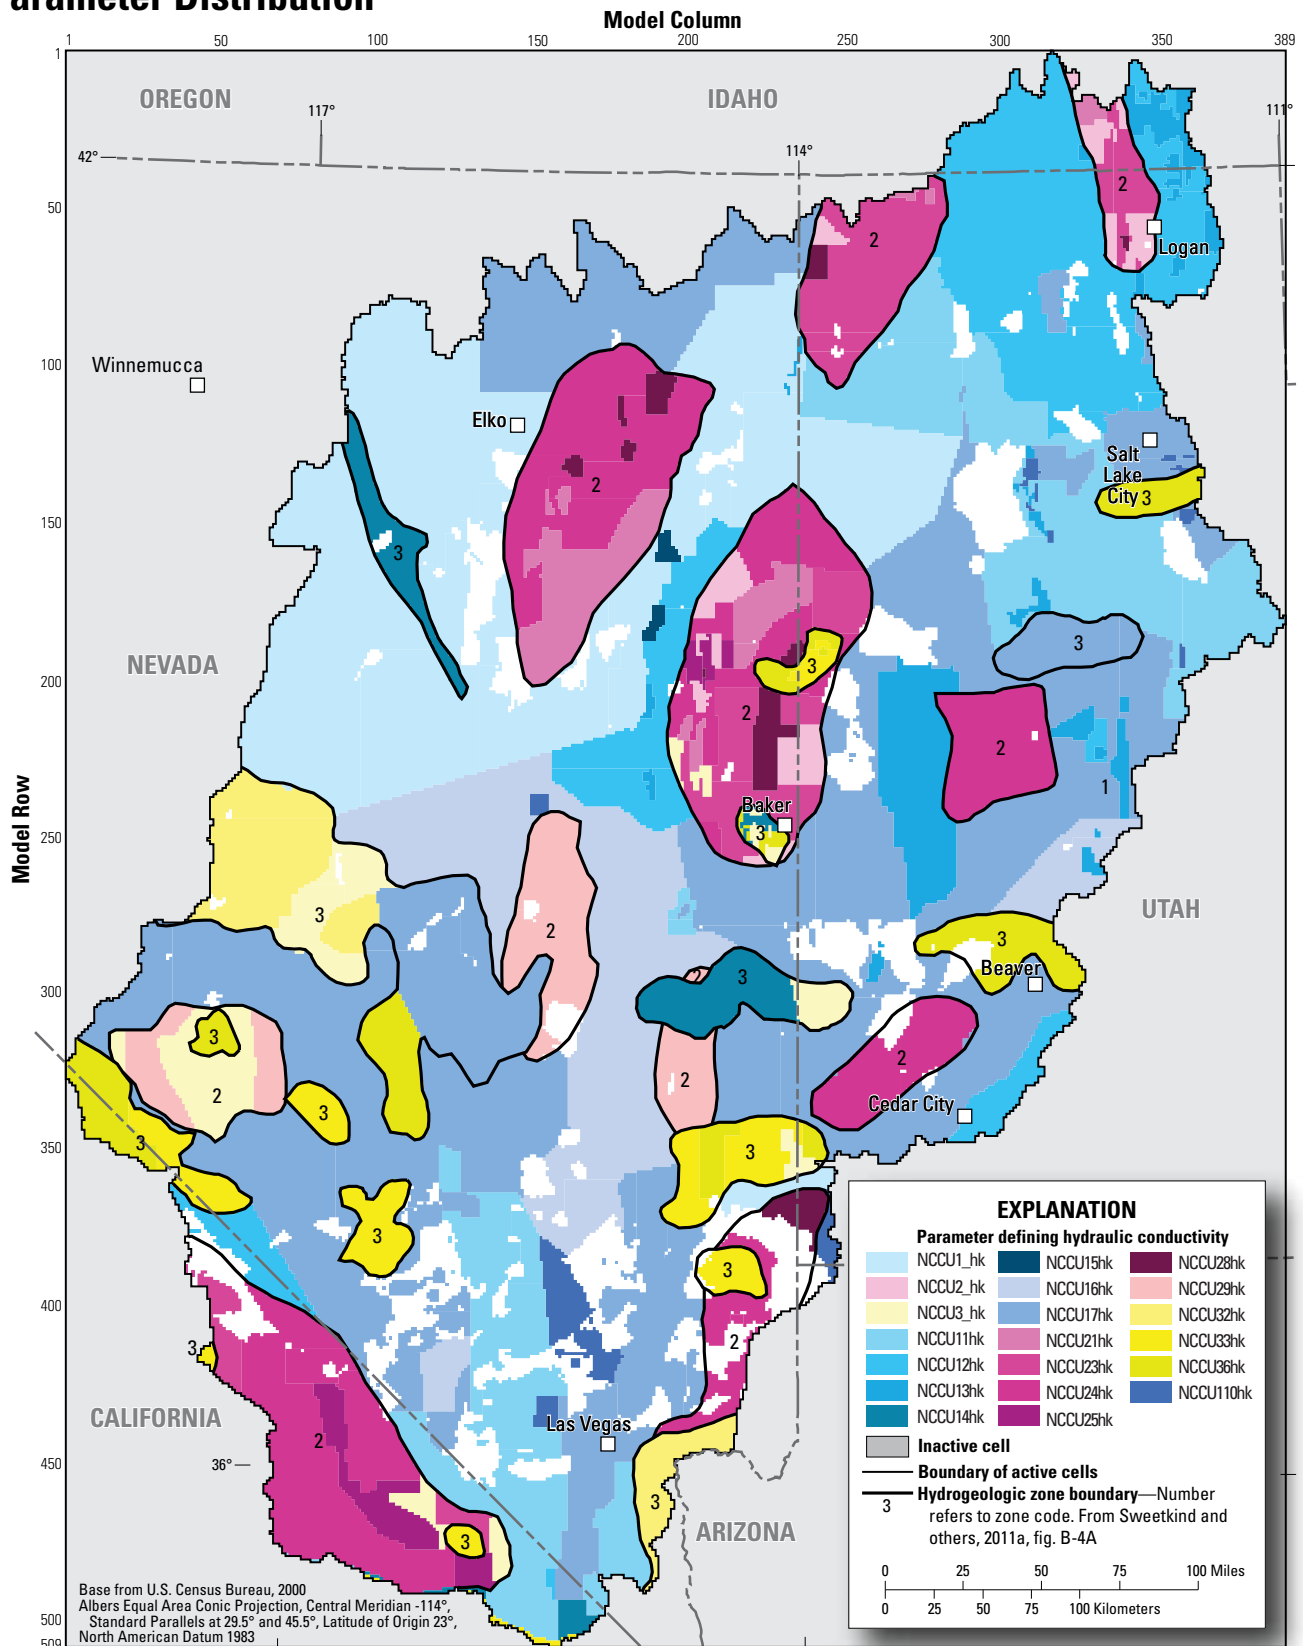 arameter Distribution
Model Column
1 50 100 150 200 250 300 350 389
1
OREGON
IDAHO
117°
111°
42°
114°
2
50
2
Logan
100
Winnemucca
Elko
Salt
Lake
City
3
2
150
3
3
NEVADA
3
200
2
2
1
Baker
3
Model Row
250
UTAH
3
2
3
Beaver
2
3
300
3
2
2
2
Cedar City
3
3
3
350
3
3
400
2
3
CALIFORNIA
Las Vegas
2
36°
450
3
ARIZONA
3
500
509
EXPLANATION
Parameter defining hydraulic conductivity
NCCU1_hk
NCCU2_hk
NCCU3_hk
NCCU11hk
NCCU12hk
NCCU13hk
NCCU14hk
NCCU15hk
NCCU16hk
NCCU17hk
NCCU21hk
NCCU23hk
NCCU24hk
NCCU25hk
NCCU28hk
NCCU29hk
NCCU32hk
NCCU33hk
NCCU36hk
NCCU110hk
Inactive cell
Boundary of active cells
3 Hydrogeologic zone boundary—Number
refers to zone code. From Sweetkind and
others, 2011a, fig. B-4A
0 25 50 75 100 Miles
0 25 50 75 100 Kilometers
Base from U.S. Census Bureau, 2000
Albers Equal Area Conic Projection, Central Meridian -114°,
Standard Parallels at 29.5° and 45.5°, Latitude of Origin 23°,
North American Datum 1983